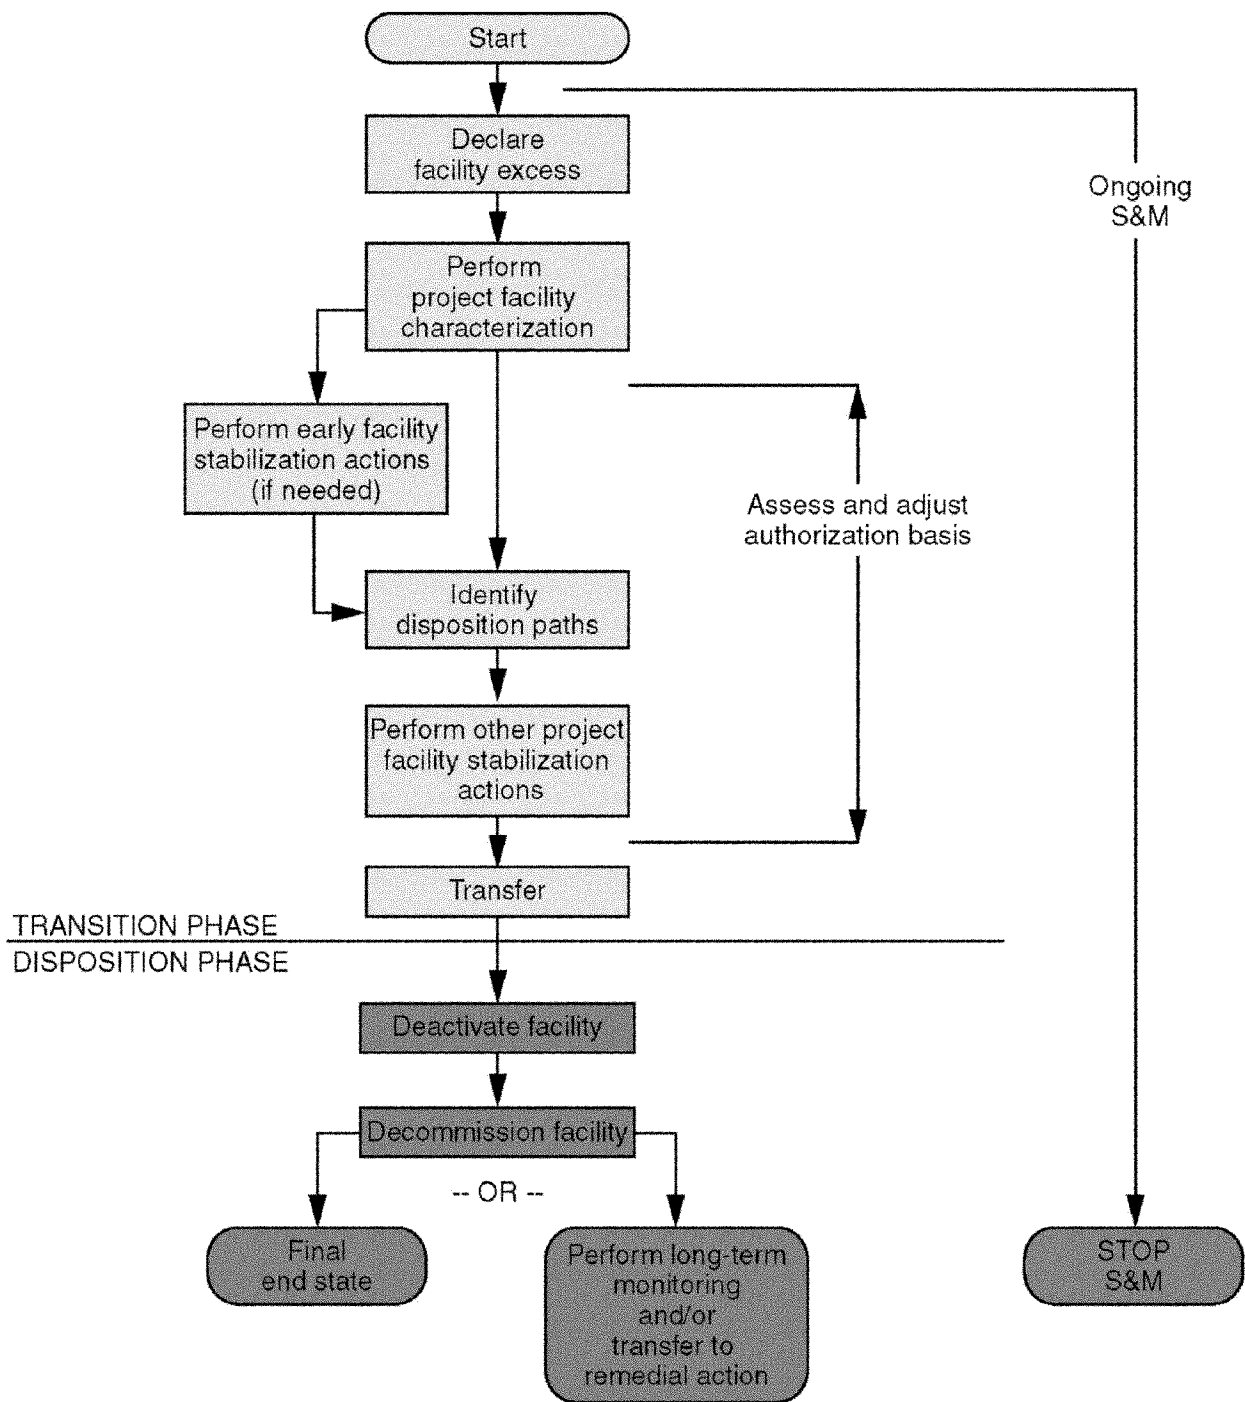 Start
Declare
facility excess
Ongoing
S&M
Perform
project facility
characterization
Perform early facility
stabilization actions
(if needed)
Assess and adjust
authorization basis
Identify
disposition paths
Perform other project
facility stabilization
actions
Transfer
TRANSITION PHASE
DISPOSITION PHASE
Deactivate facility
Decommission facility
-- OR --
Final
end state
Perform long-term
monitoring
and/or
transfer to
remedial action
STOP
S&M